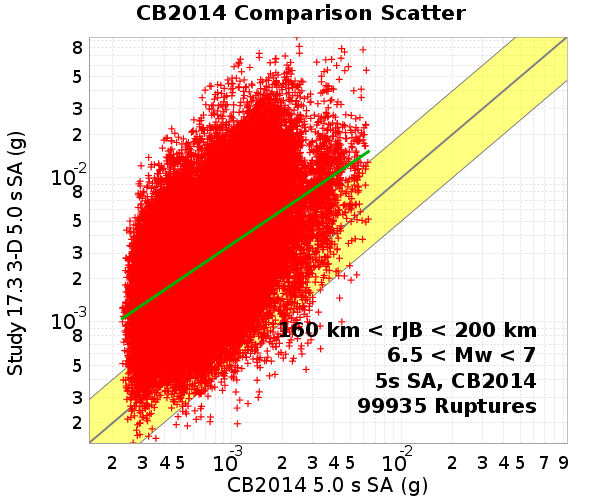 CB2014 Comparison Scatter
Study 17.3 3-D 5.0 s SA (g)
8
5
3
2
10-2
8
5
3
2
10-3
8
5
3
2
160 km < rJB < 200 km
6.5 < Mw < 7
5s SA, CB2014
99935 Ruptures
2 3 4 5 10-3 2 3 4 5 10-2 2 3 4 5 7 9
CB2014 5.0 s SA (g)